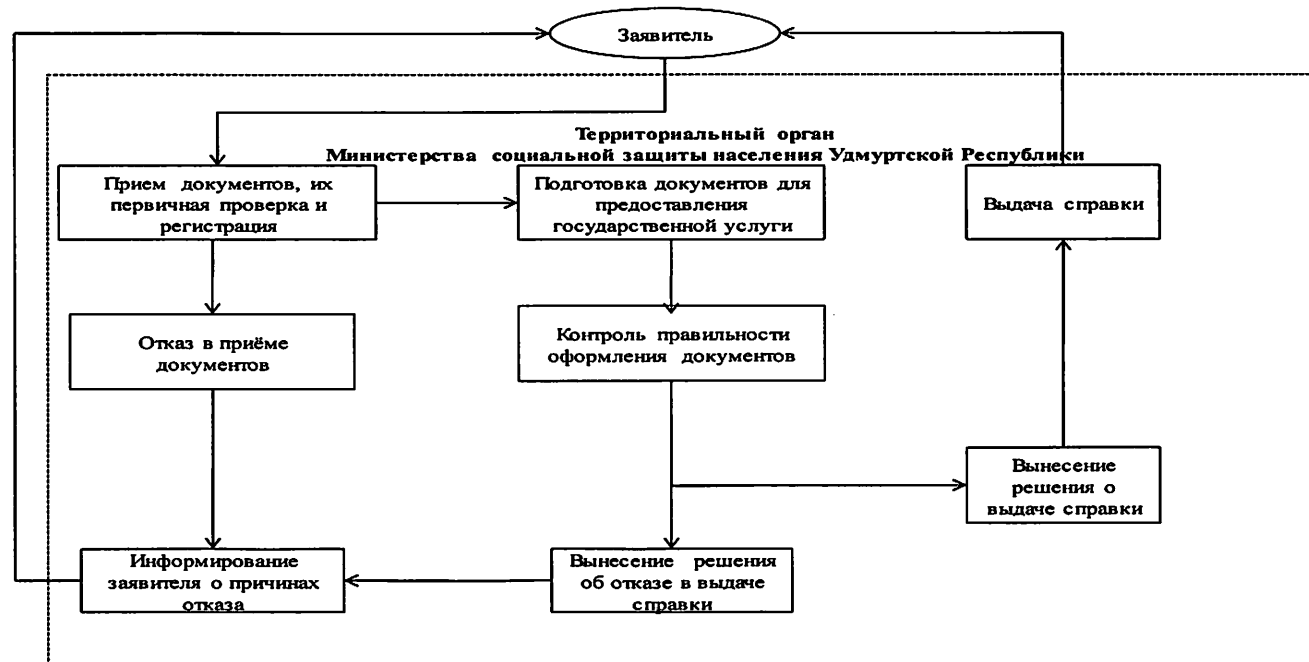 Заявитель
Территориальный орган
Министерства социальной защиты населения Удмуртской Республики
Прием документов, их
первичная проверка и
регистрация
Подготовка документов для
предоставления
государственной услуги
Выдача справки
Отказ в приёме
документов
Контроль правильности
оформления документов
Вынесение
решения о
выдаче справки
Информирование
заявителя о причинах
отказа
Вынесение решения
об отказе в выдаче
справки